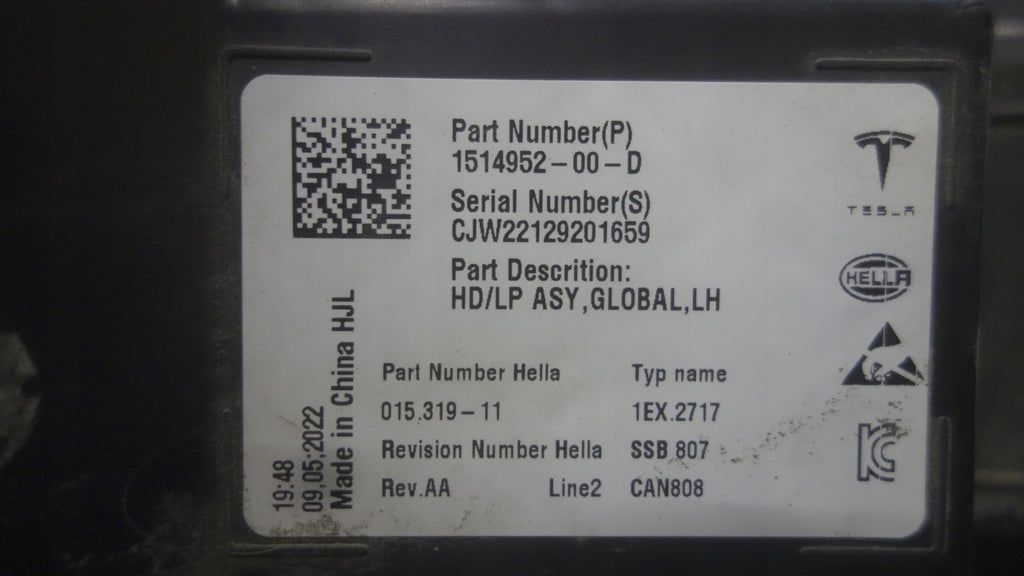 Part Number(P)
1514952-00-D
Serial Number(S)
CJW22129201659
Part Descrition:
HD/LP ASY,GLOBAL,LH
TESLA
HELLA
19:48
09,05,2022
Made in China HJL
Part Number Hella Typ name
015.319-11 1EX.2717
Revision Number Hella SSB 807
Rev.AA Line2 CAN808
KC